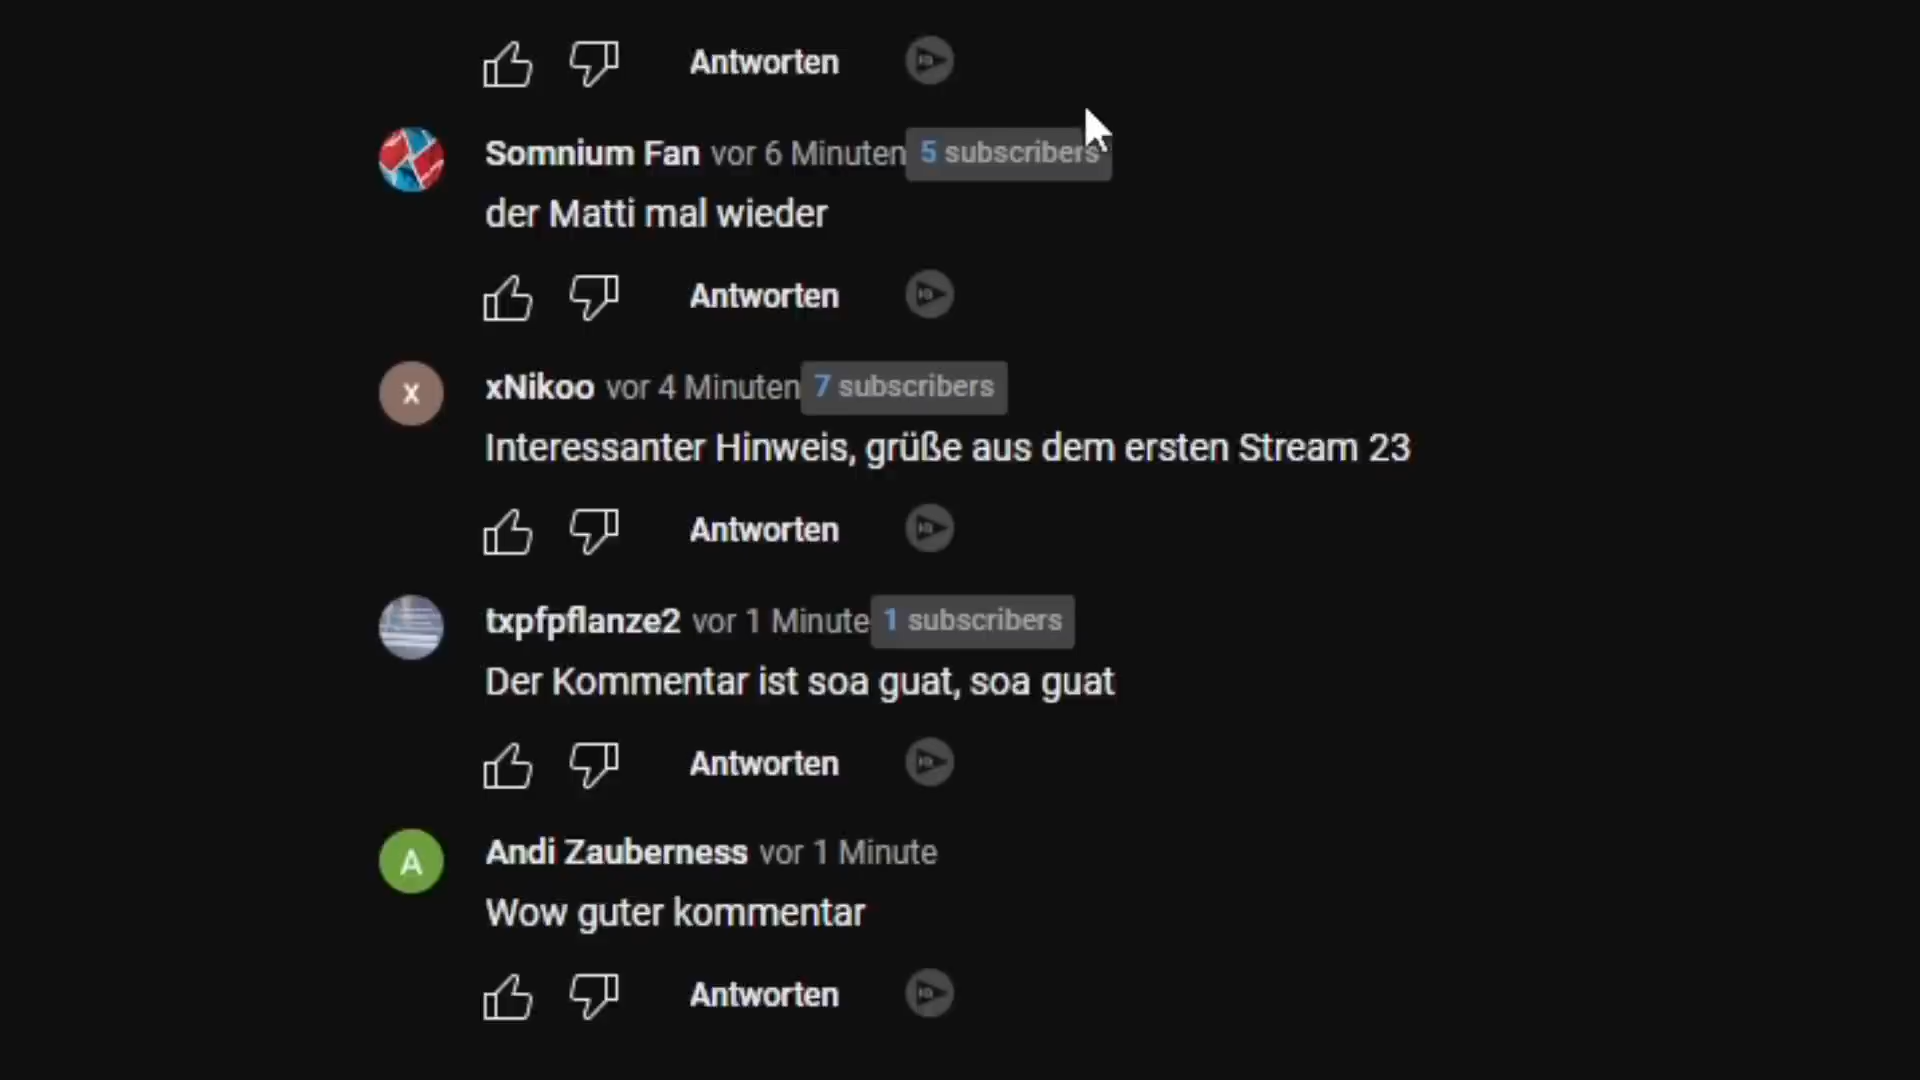 Antworten
Somnium Fan vor 6 Minuten 5 subscribers
der Matti mal wieder
Antworten
X
xNikoo vor 4 Minuten 7 subscribers
Interessanter Hinweis, grüße aus dem ersten Stream 23
Antworten
txpfpflanze2 vor 1 Minute 1 subscribers
Der Kommentar ist soa guat, soa guat
Antworten
A
Andi Zauberness vor 1 Minute
Wow guter kommentar
Antworten